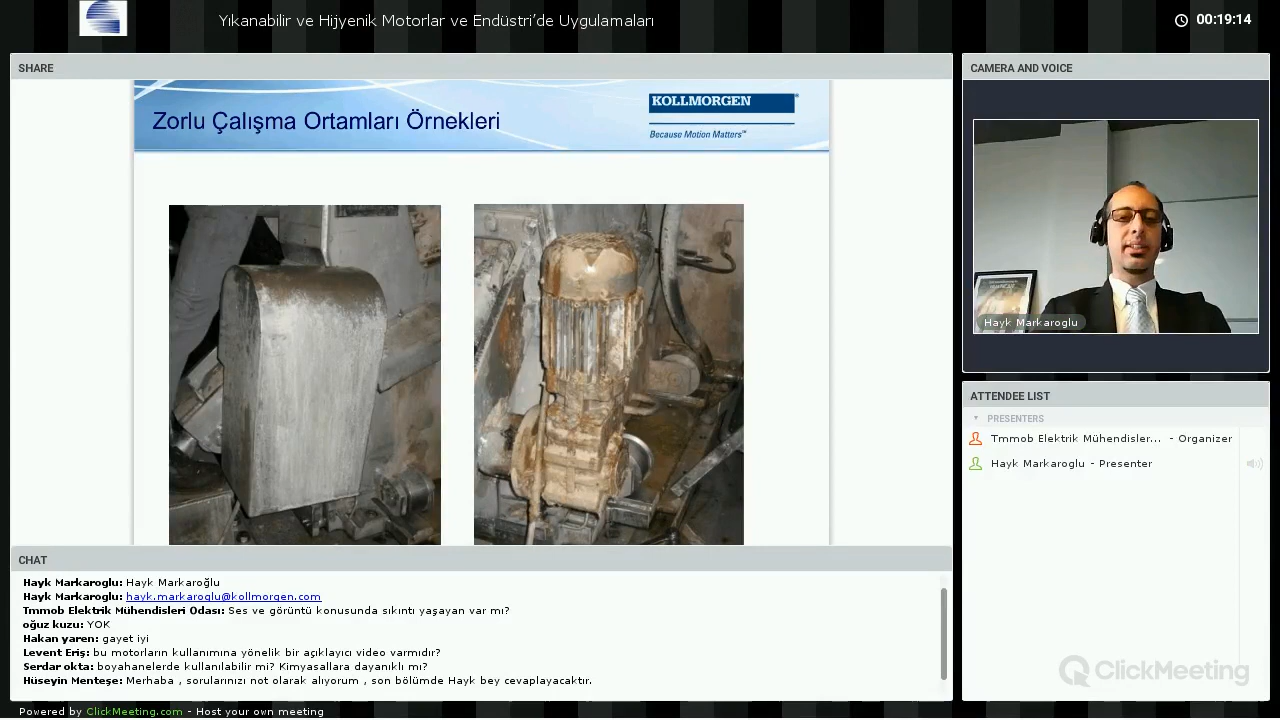 Yıkanabilir ve Hijyenik Motorlar ve Endüstri’de Uygulamaları
00:19:14
SHARE
Zorlu Çalışma Ortamları Örnekleri
KOLLMORGEN
Because Motion Matters™
CAMERA AND VOICE
Hayk Markaroglu
ATTENDEE LIST
PRESENTERS
Tmmob Elektrik Mühendisler... - Organizer
Hayk Markaroglu - Presenter
CHAT
Hayk Markaroglu: Hayk Markaroğlu
Hayk Markaroglu: hayk.markaroglu@kollmorgen.com
Tmmob Elektrik Mühendisleri Odası: Ses ve görüntü konusunda sıkıntı yaşayan var mı?
oğuz kuzu: YOK
Hakan yaren: gayet iyi
Levent Eriş: bu motorların kullanımına yönelik bir açıklayıcı video varmıdır?
Serdar okta: boyahanelerde kullanılabilir mi? Kimyasallara dayanıklı mı?
Hüseyin Menteşe: Merhaba , sorularınızı not olarak alıyorum , son bölümde Hayk bey cevaplayacaktır.
ClickMeeting
Powered by ClickMeeting.com - Host your own meeting